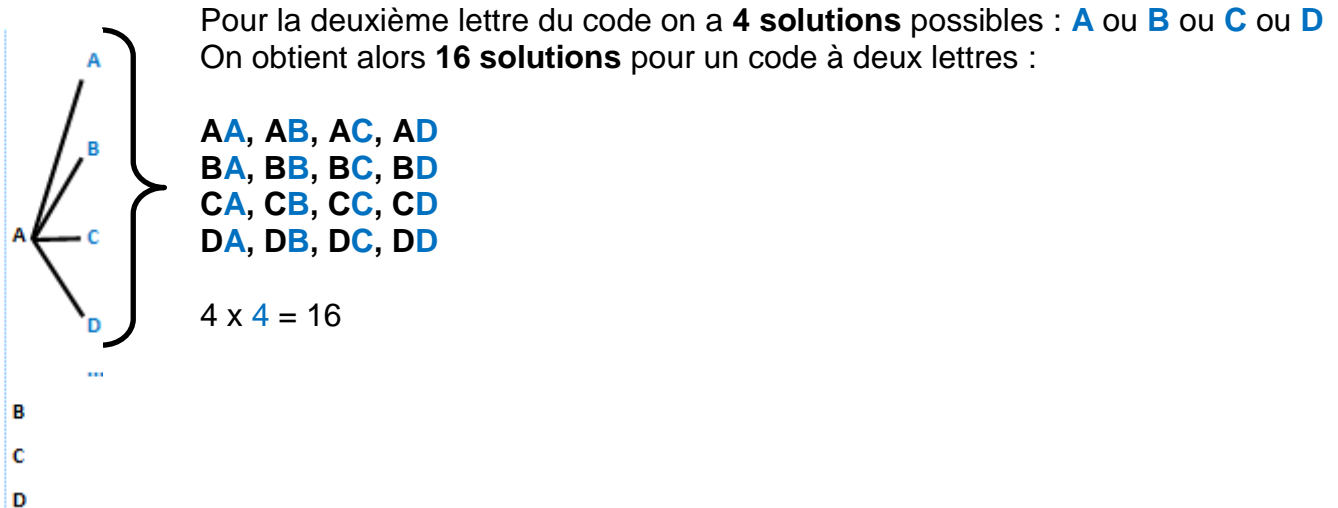 Pour la deuxième lettre du code on a 4 solutions possibles : A ou B ou C ou D
On obtient alors 16 solutions pour un code à deux lettres :
A
B
AA, AB, AC, AD
BA, BB, BC, BD
CA, CB, CC, CD
DA, DB, DC, DD
A
C
D
4 x 4 = 16
...
B
C
D